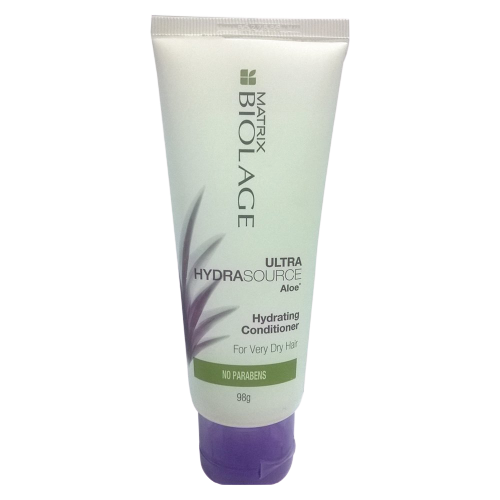 MATRIX
BIOLAGE
ULTRA
HYDRASOURCE
Aloe*
Hydrating
Conditioner
For Very Dry Hair
NO PARABENS
98g